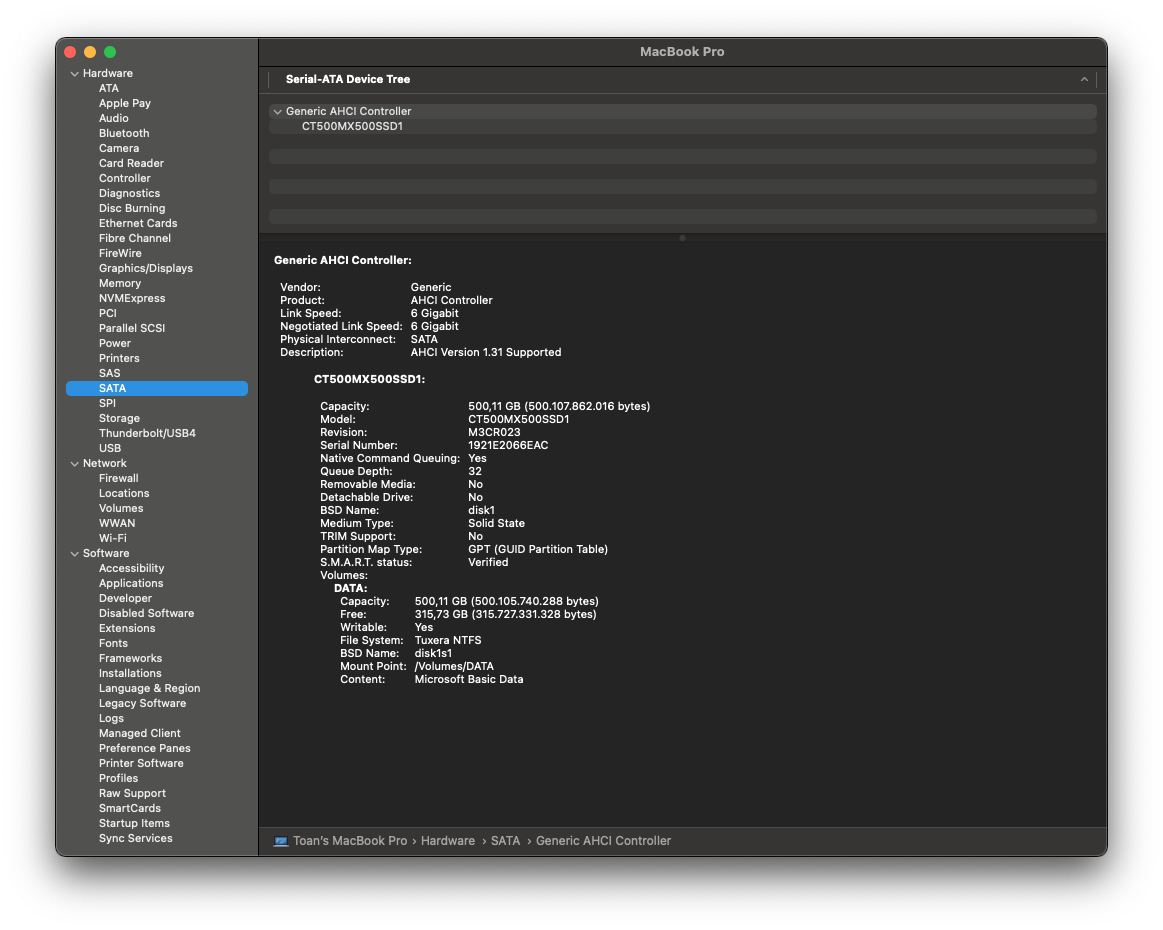 MacBook Pro
Hardware
ATA
Apple Pay
Audio
Bluetooth
Camera
Card Reader
Controller
Diagnostics
Disc Burning
Ethernet Cards
Fibre Channel
FireWire
Graphics/Displays
Memory
NVMExpress
PCI
Parallel SCSI
Power
Printers
SAS
SATA
SPI
Storage
Thunderbolt/USB4
USB
Network
Firewall
Locations
Volumes
WWAN
Wi-Fi
Software
Accessibility
Applications
Developer
Disabled Software
Extensions
Fonts
Frameworks
Installations
Language & Region
Legacy Software
Logs
Managed Client
Preference Panes
Printer Software
Profiles
Raw Support
SmartCards
Startup Items
Sync Services
Serial-ATA Device Tree
Generic AHCI Controller
CT500MX500SSD1
Generic AHCI Controller:
Vendor: Generic
Product: AHCI Controller
Link Speed: 6 Gigabit
Negotiated Link Speed: 6 Gigabit
Physical Interconnect: SATA
Description: AHCI Version 1.31 Supported
CT500MX500SSD1:
Capacity: 500,11 GB (500.107.862.016 bytes)
Model: CT500MX500SSD1
Revision: M3CR023
Serial Number: 1921E2066EAC
Native Command Queuing: Yes
Queue Depth: 32
Removable Media: No
Detachable Drive: No
BSD Name: disk1
Medium Type: Solid State
TRIM Support: No
Partition Map Type: GPT (GUID Partition Table)
S.M.A.R.T. status: Verified
Volumes:
DATA:
Capacity: 500,11 GB (500.105.740.288 bytes)
Free: 315,73 GB (315.727.331.328 bytes)
Writable: Yes
File System: Tuxera NTFS
BSD Name: disk1s1
Mount Point: /Volumes/DATA
Content: Microsoft Basic Data
Toan's MacBook Pro › Hardware › SATA › Generic AHCI Controller